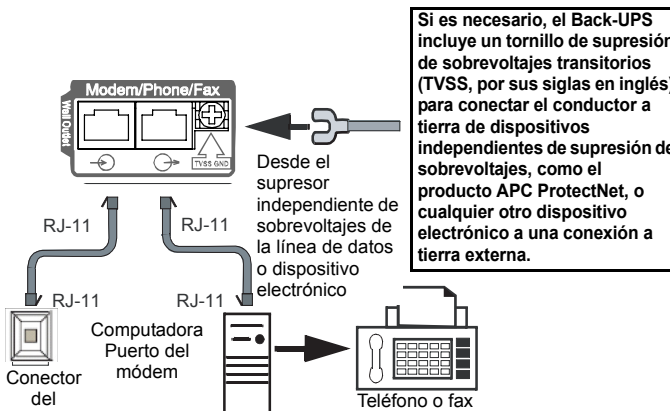 Si es necesario, el Back-UPS
incluye un tornillo de supresión
de sobrevoltajes transitorios
(TVSS, por sus siglas en inglés)
para conectar el conductor a
tierra de dispositivos
independientes de supresión de
sobrevoltajes, como el
producto APC ProtectNet, o
cualquier otro dispositivo
electrónico a una conexión a
tierra externa.
Modem/Phone/Fax
Wall Outlet
TVSS GND
Desde el
supresor
independiente de
sobrevoltajes de
la línea de datos
o dispositivo
electrónico
RJ-11
RJ-11
RJ-11
RJ-11
Conector
del
Computadora
Puerto del
módem
Teléfono o fax